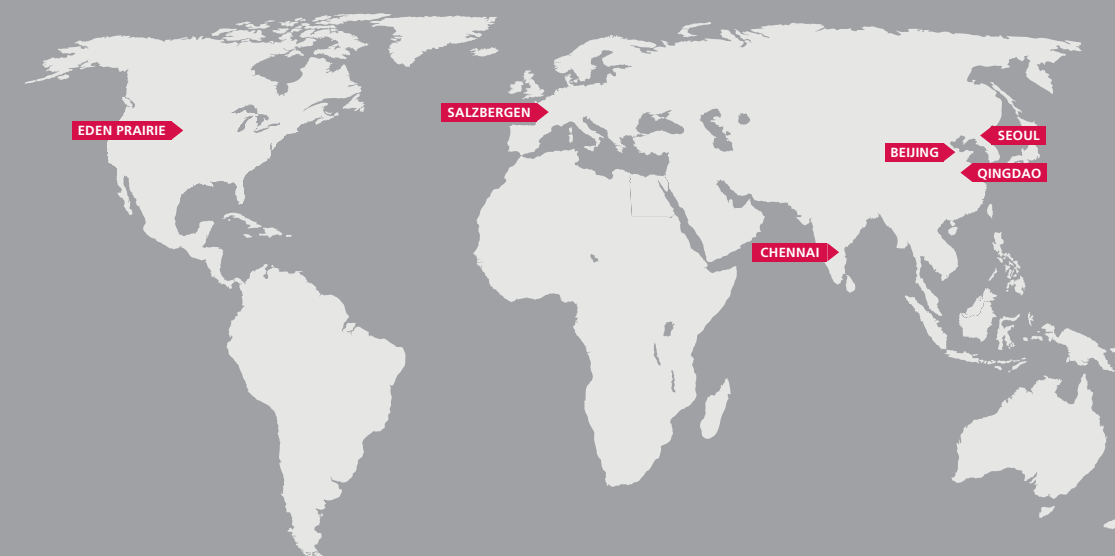 SALZBERGEN
EDEN PRAIRIE
SEOUL
BEIJING
QINGDAO
CHENNAI